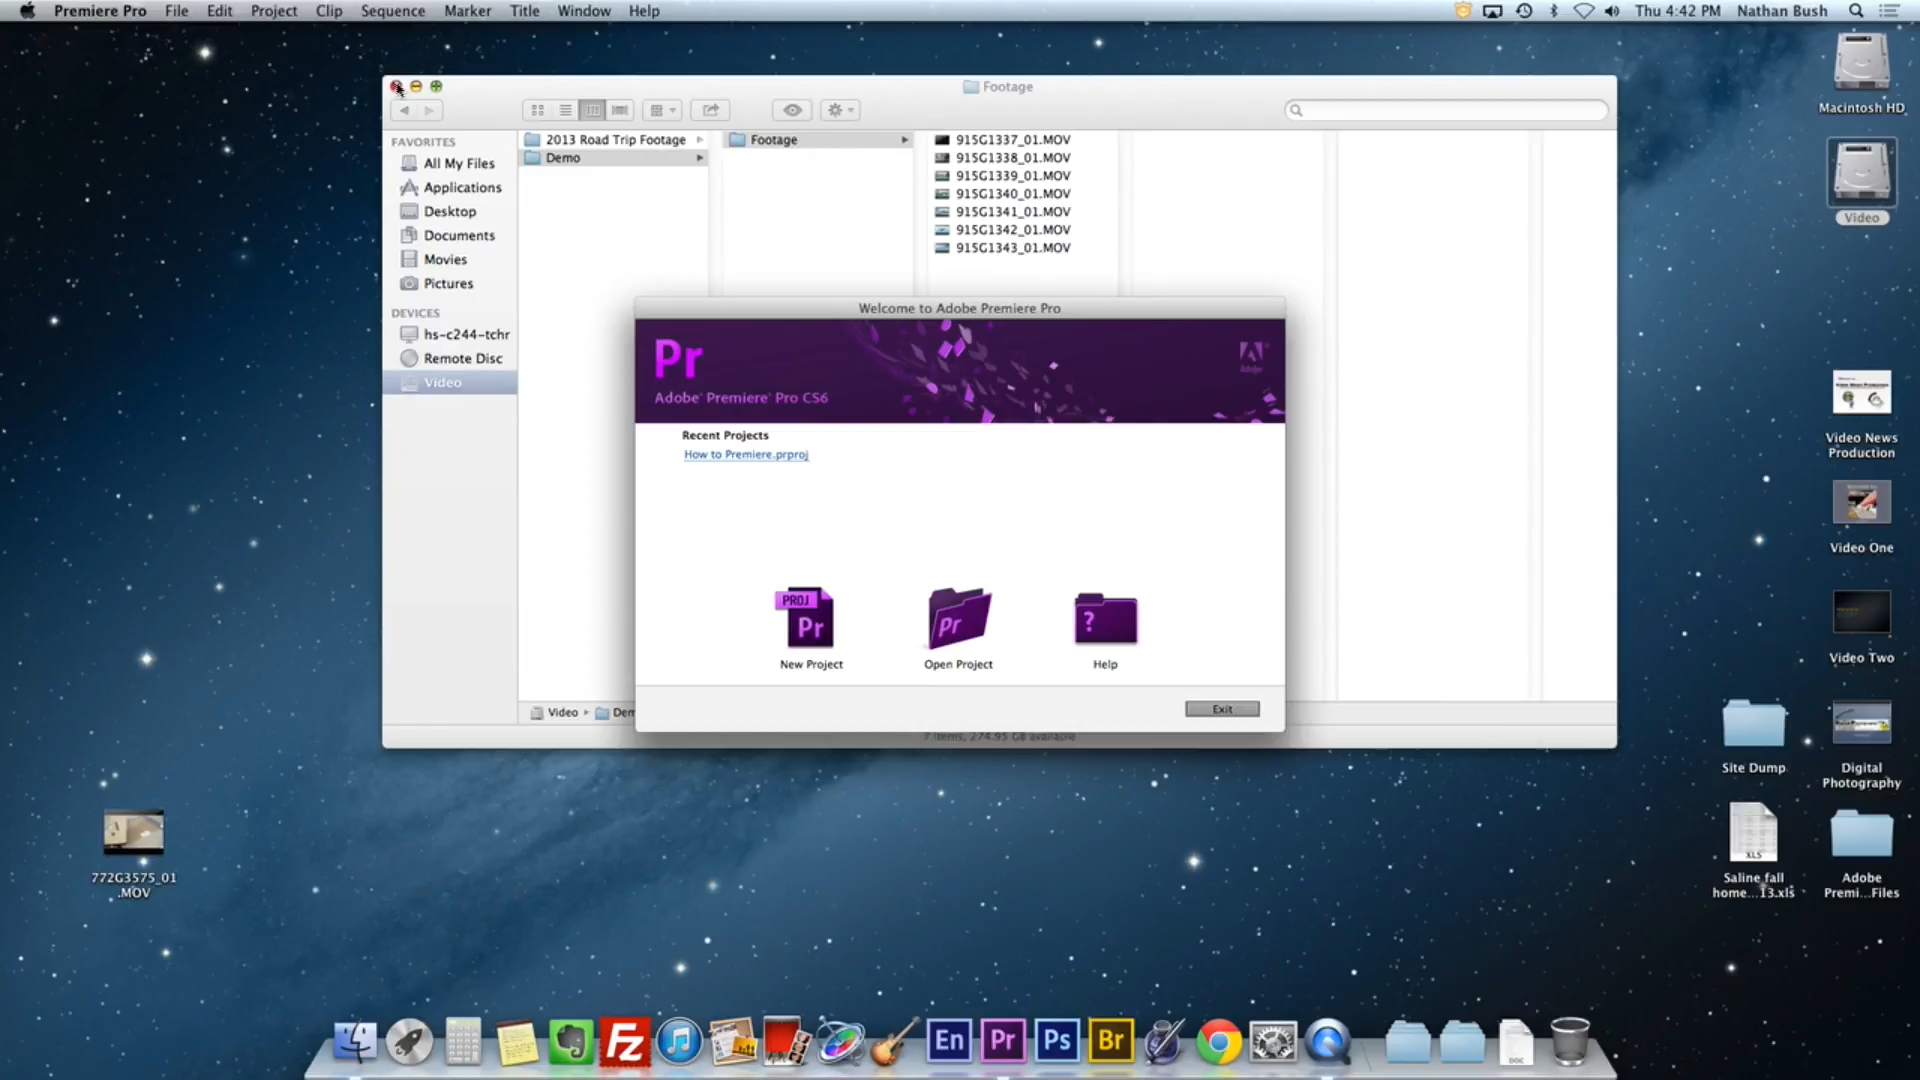 Premiere Pro File Edit Project Clip Sequence Marker Title Window Help
Thu 4:42 PM Nathan Bush
Footage
FAVORITES
All My Files
Applications
Desktop
Documents
Movies
Pictures
DEVICES
hs-c244-tchr
Remote Disc
Video
2013 Road Trip Footage
Demo
Footage
915G1337_01.MOV
915G1338_01.MOV
915G1339_01.MOV
915G1340_01.MOV
915G1341_01.MOV
915G1342_01.MOV
915G1343_01.MOV
Welcome to Adobe Premiere Pro
Pr
Adobe® Premiere® Pro CS6
Adobe
Recent Projects
How to Premiere.prproj
PROJ
Pr
New Project
Pr
Open Project
?
Help
Exit
Video
Dem
7 items, 274.95 GB available
Macintosh HD
Video
Video News
Production
Video One
Video Two
Site Dump
Digital
Photography
XLS
Saline fall
home...13.xls
Adobe
Premi...Files
772G3575_01
.MOV
Fz
En
Pr
Ps
Br
DOC